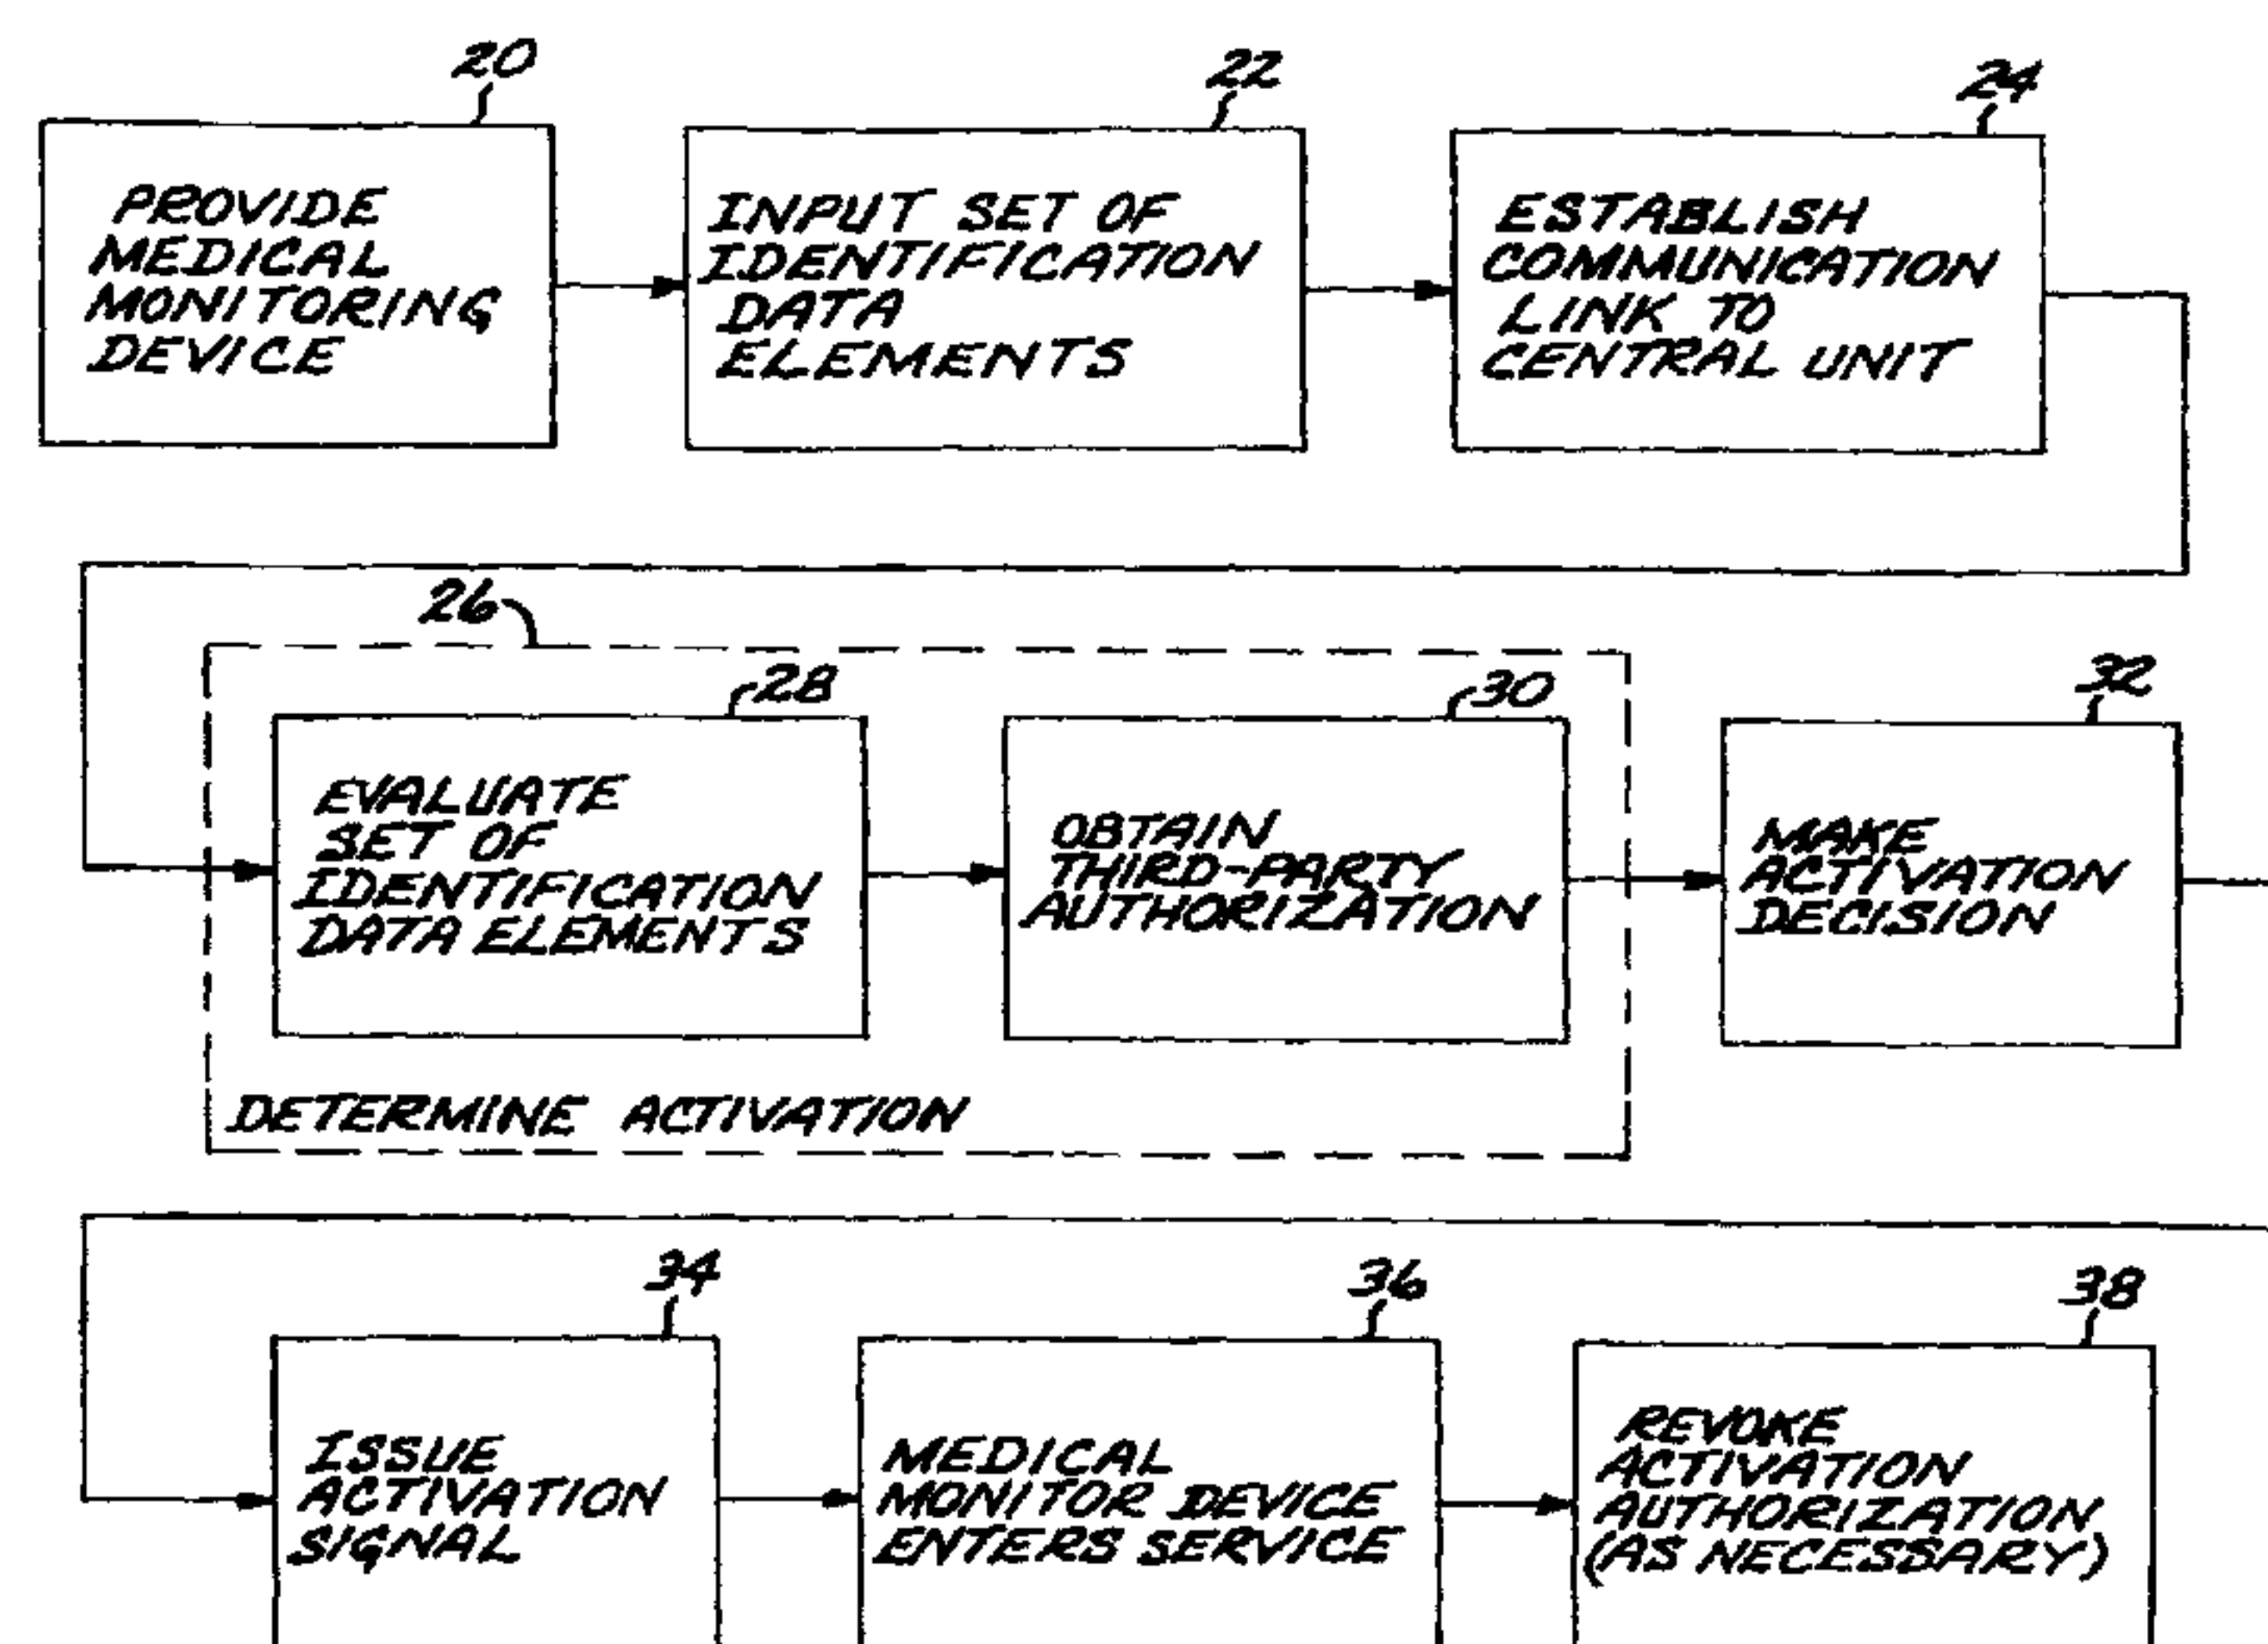 20
PROVIDE
MEDICAL
MONITORING
DEVICE
22
INPUT SET OF
IDENTIFICATION
DATA
ELEMENTS
24
ESTABLISH
COMMUNICATION
LINK TO
CENTRAL UNIT
26
28
EVALUATE
SET OF
IDENTIFICATION
DATA ELEMENTS
30
OBTAIN
THIRD-PARTY
AUTHORIZATION
DETERMINE ACTIVATION
32
MAKE
ACTIVATION
DECISION
34
ISSUE
ACTIVATION
SIGNAL
36
MEDICAL
MONITOR DEVICE
ENTERS SERVICE
38
REVOKE
ACTIVATION
AUTHORIZATION
(AS NECESSARY)